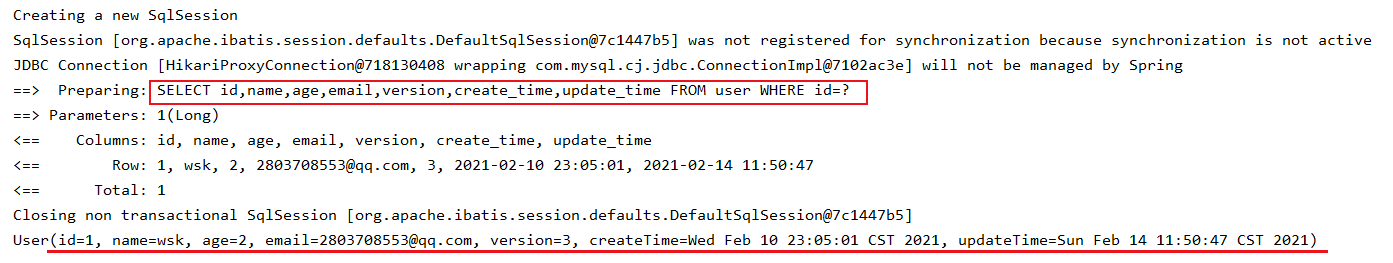 Creating a new SqlSession
SqlSession [org.apache.ibatis.session.defaults.DefaultSqlSession@7c1447b5] was not registered for synchronization because synchronization is not active
JDBC Connection [HikariProxyConnection@718130408 wrapping com.mysql.cj.jdbc.ConnectionImpl@7102ac3e] will not be managed by Spring
==>  Preparing: SELECT id,name,age,email,version,create_time,update_time FROM user WHERE id=?
==> Parameters: 1(Long)
<==    Columns: id, name, age, email, version, create_time, update_time
<==        Row: 1, wsk, 2, 2803708553@qq.com, 3, 2021-02-10 23:05:01, 2021-02-14 11:50:47
<==      Total: 1
Closing non transactional SqlSession [org.apache.ibatis.session.defaults.DefaultSqlSession@7c1447b5]
User(id=1, name=wsk, age=2, email=2803708553@qq.com, version=3, createTime=Wed Feb 10 23:05:01 CST 2021, updateTime=Sun Feb 14 11:50:47 CST 2021)